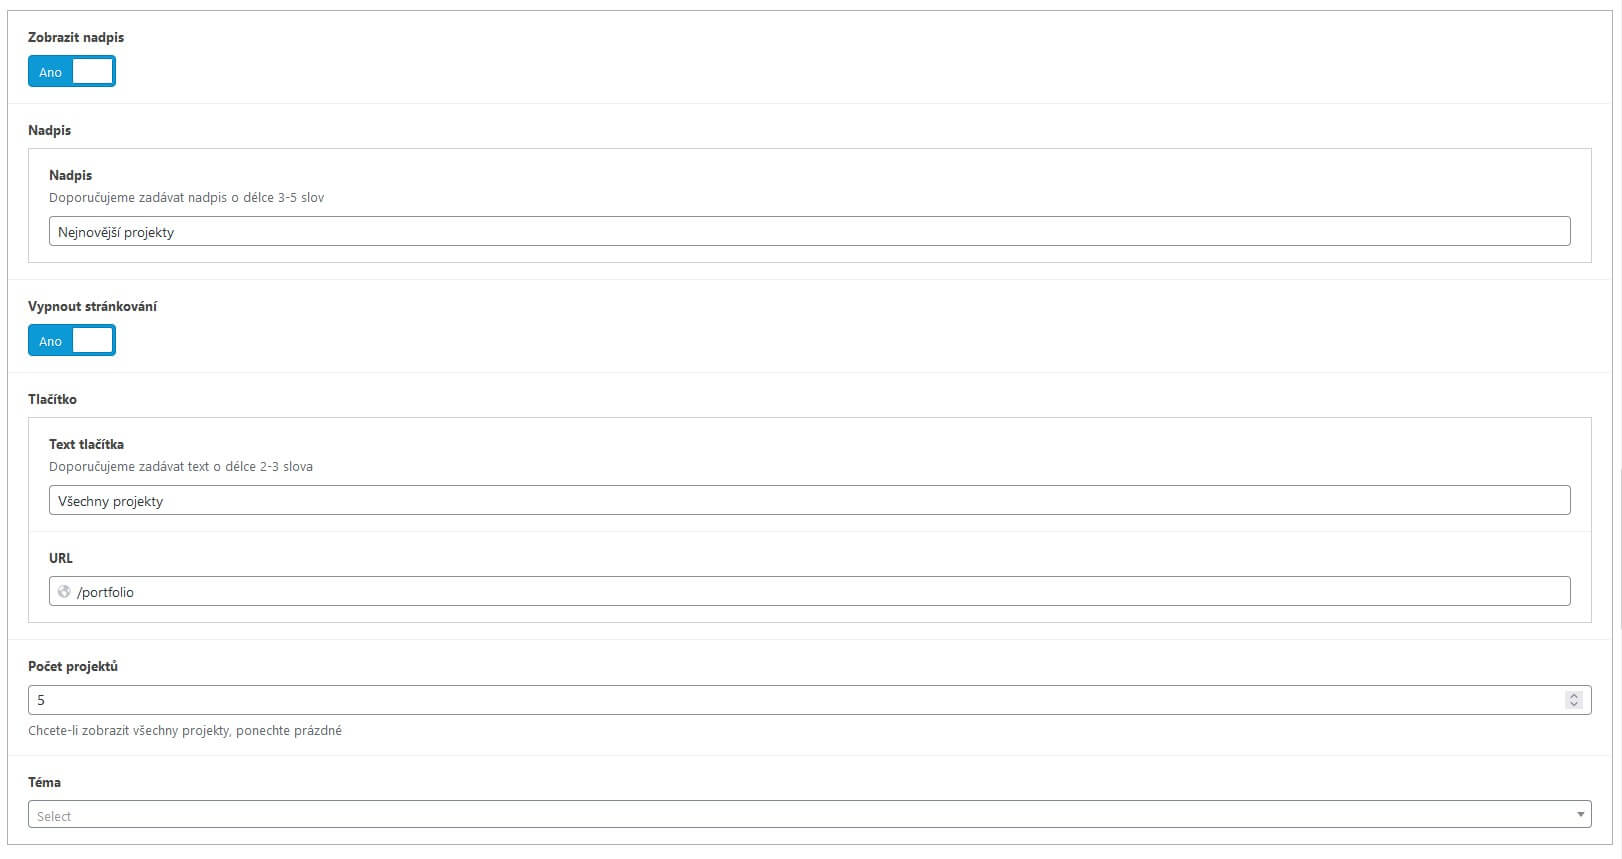 Zobrazit nadpis
Ano
Nadpis
Nadpis
Doporučujeme zadávat nadpis o délce 3-5 slov
Nejnovější projekty
Vypnout stránkování
Ano
Tlačítko
Text tlačítka
Doporučujeme zadávat text o délce 2-3 slova
Všechny projekty
URL
/portfolio
Počet projektů
5
Chcete-li zobrazit všechny projekty, ponechte prázdné
Téma
Select